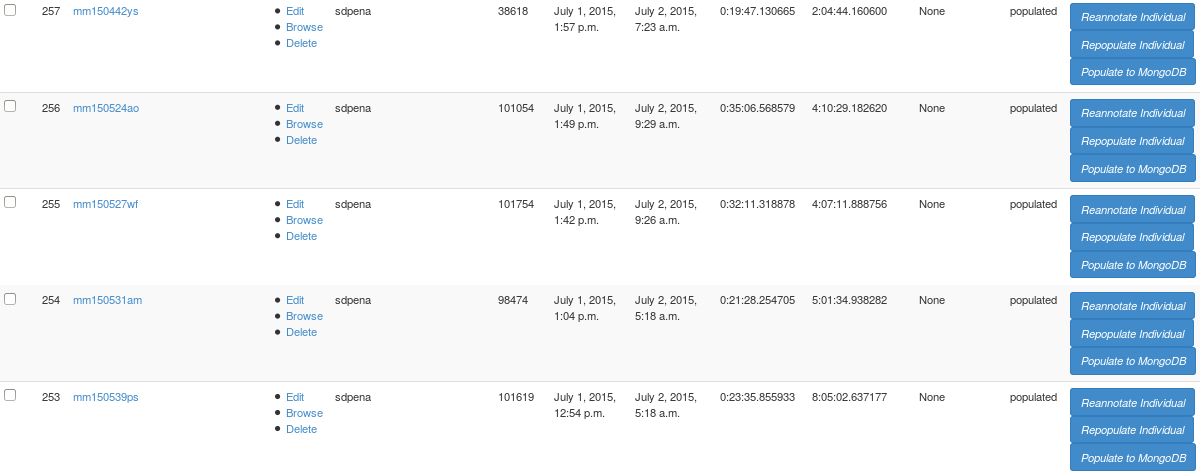 257 mm150442ys Edit sdpena 38618 July 1, 2015, July 2, 2015, 0:19:47.130665 2:04:44.160600 None populated Reannotate Individual
Browse 1:57 p.m. 7:23 a.m.
Delete Repopulate Individual
Populate to MongoDB
256 mm150524ao Edit sdpena 101054 July 1, 2015, July 2, 2015, 0:35:06.568579 4:10:29.182620 None populated Reannotate Individual
Browse 1:49 p.m. 9:29 a.m.
Delete Repopulate Individual
Populate to MongoDB
255 mm150527wf Edit sdpena 101754 July 1, 2015, July 2, 2015, 0:32:11.318878 4:07:11.888756 None populated Reannotate Individual
Browse 1:42 p.m. 9:26 a.m.
Delete Repopulate Individual
Populate to MongoDB
254 mm150531am Edit sdpena 98474 July 1, 2015, July 2, 2015, 0:21:28.254705 5:01:34.938282 None populated Reannotate Individual
Browse 1:04 p.m. 5:18 a.m.
Delete Repopulate Individual
Populate to MongoDB
253 mm150539ps Edit sdpena 101619 July 1, 2015, July 2, 2015, 0:23:35.855933 8:05:02.637177 None populated Reannotate Individual
Browse 12:54 p.m. 5:18 a.m.
Delete Repopulate Individual
Populate to MongoDB